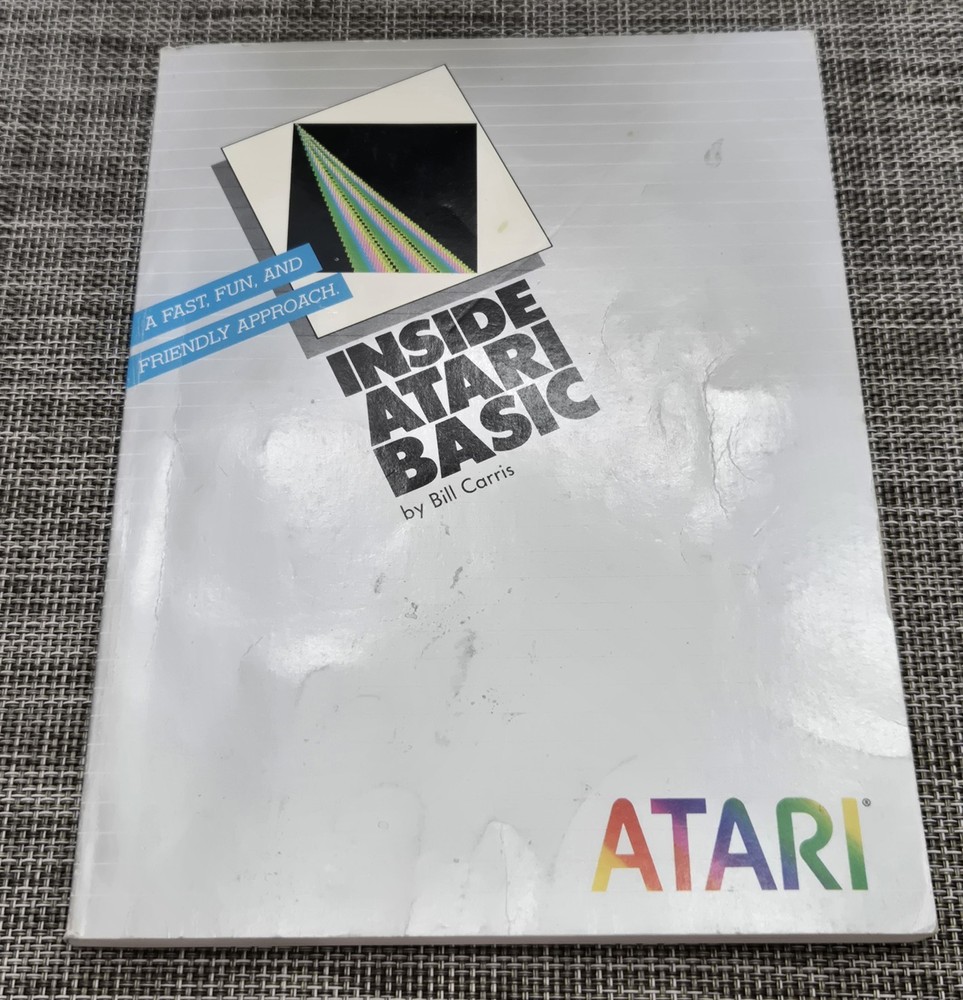 A FAST, FUN, AND
FRIENDLY APPROACH.
INSIDE
ATARI
BASIC
by Bill Carris
ATARI®